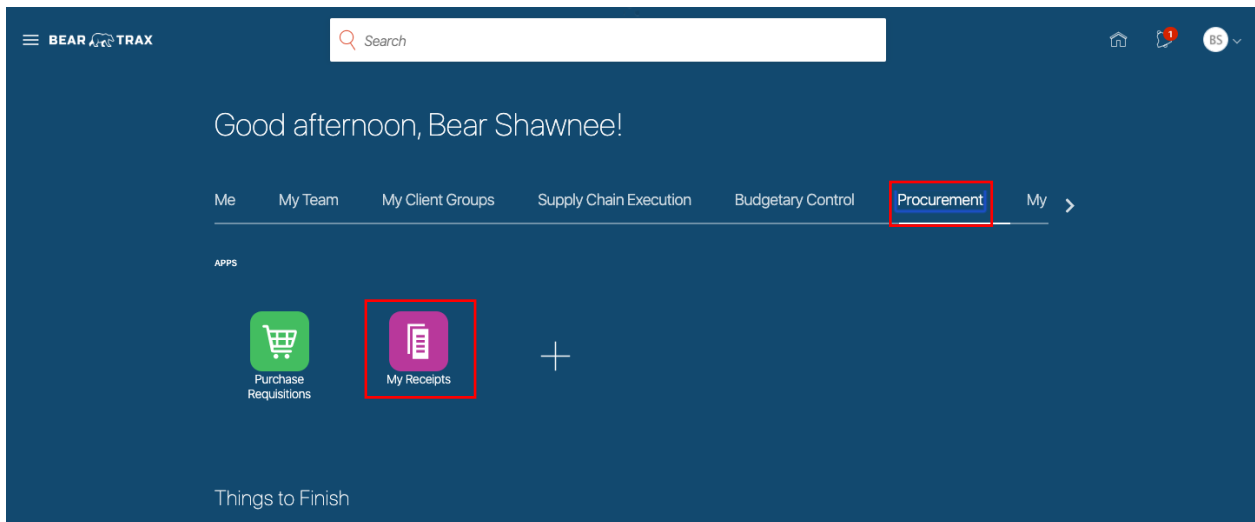 BEAR TRAX
Search
1
BS
Good afternoon, Bear Shawnee!
Me My Team My Client Groups Supply Chain Execution Budgetary Control Procurement My
APPS
Purchase
Requisitions
My Receipts
Things to Finish